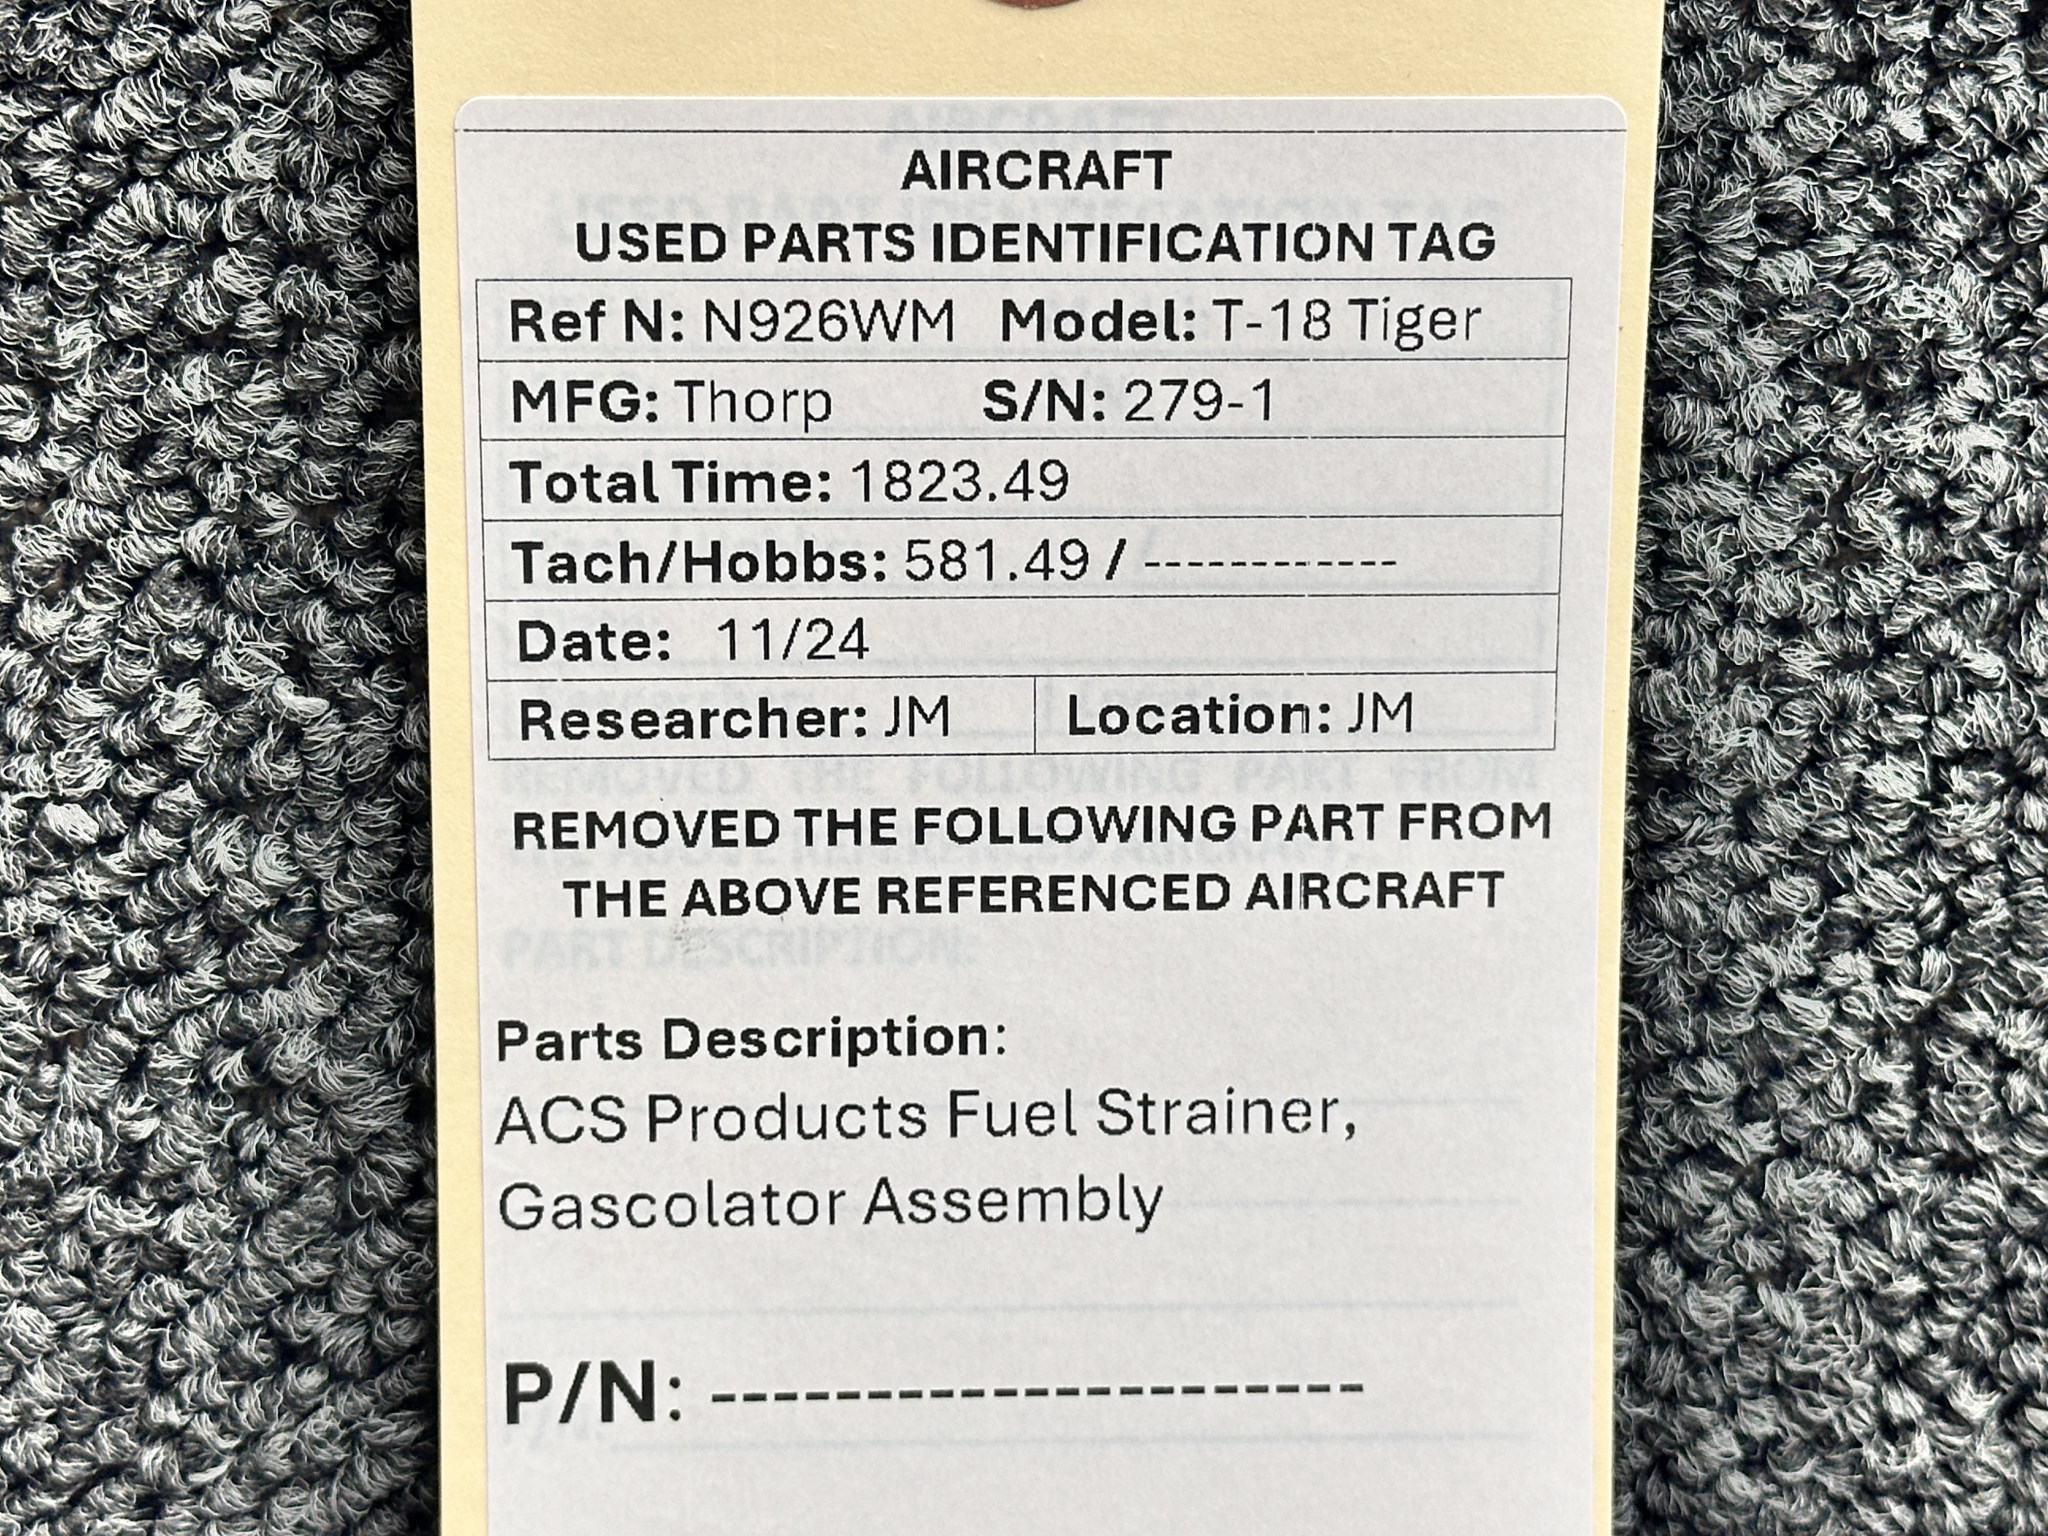 AIRCRAFT
USED PARTS IDENTIFICATION TAG
Ref N: N926WM Model: T-18 Tiger
MFG: Thorp S/N: 279-1
Total Time: 1823.49
Tach/Hobbs: 581.49 / ------------
Date: 11/24
Researcher: JM Location: JM
REMOVED THE FOLLOWING PART FROM
THE ABOVE REFERENCED AIRCRAFT
Parts Description:
ACS Products Fuel Strainer,
Gascolator Assembly
P/N: ---------------------